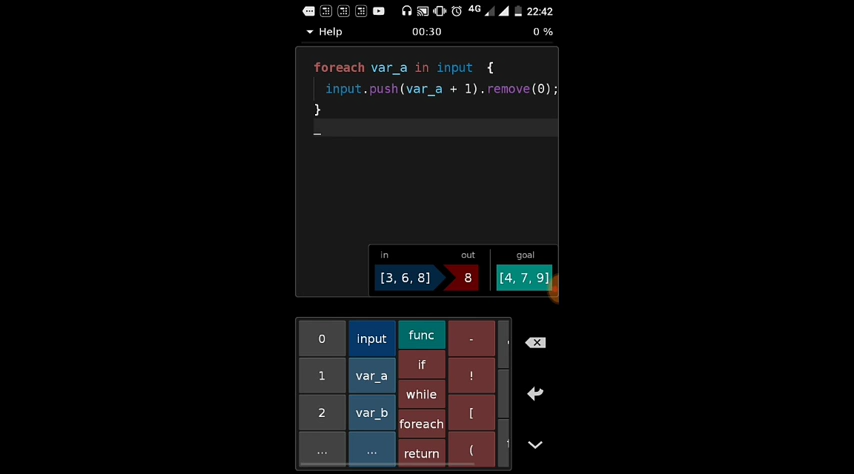 4G 22:42
Help 00:30 0 %
foreach var_a in input {
input.push(var_a + 1).remove(0);
}
_
in out goal
[3, 6, 8] 8 [4, 7, 9]
0 input func -
if
1 var_a !
while
2 var_b [
foreach
... ... return (